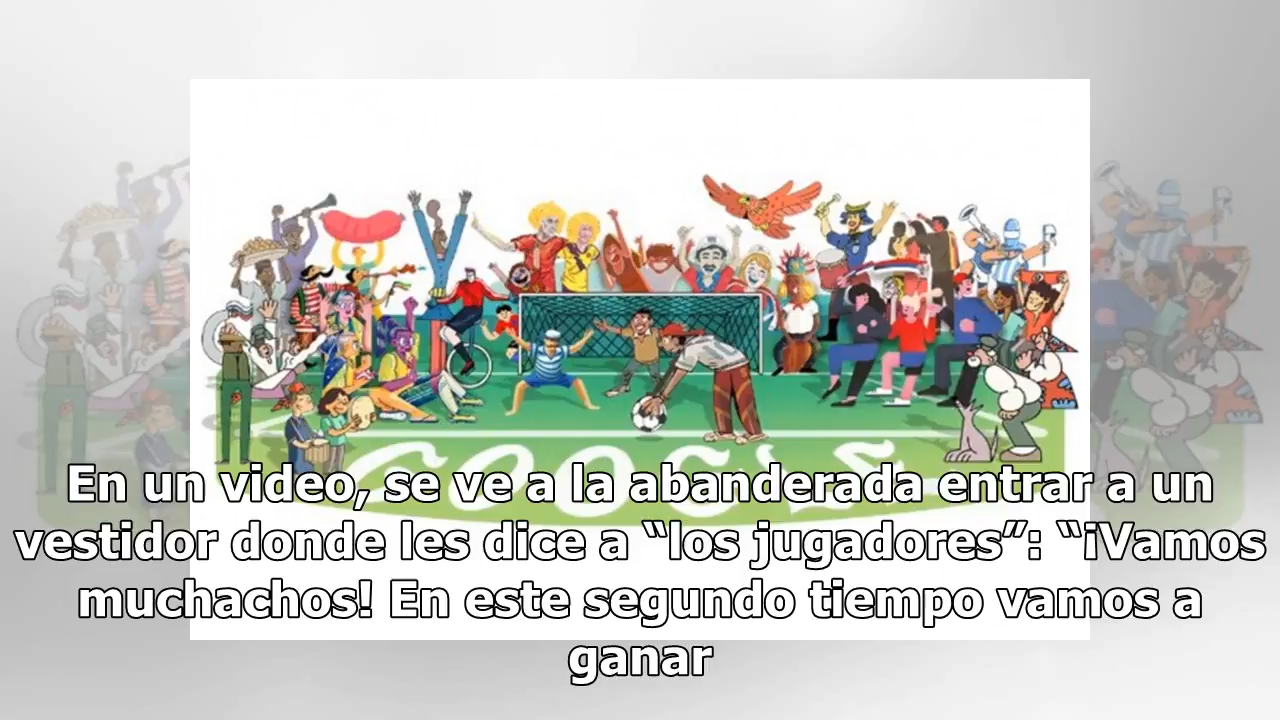 GOOGLE
En un video, se ve a la abanderada entrar a un
vestidor donde les dice a “los jugadores”: “¡Vamos
muchachos! En este segundo tiempo vamos a
ganar